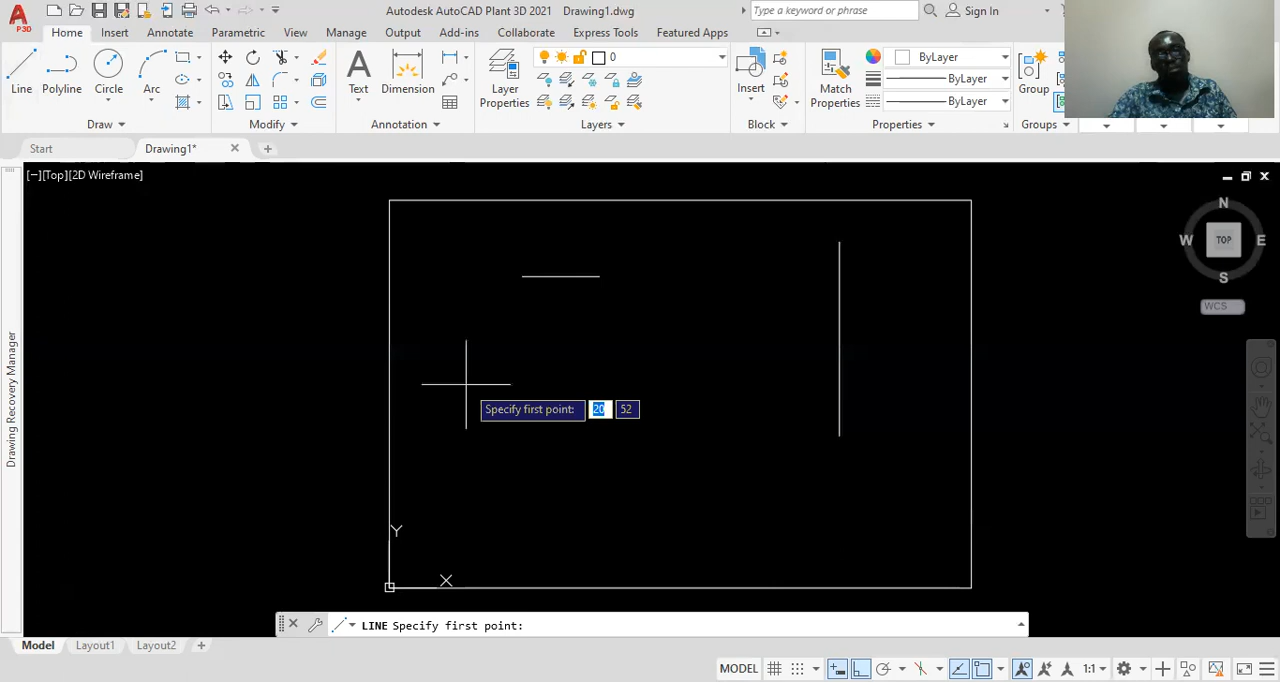 Autodesk AutoCAD Plant 3D 2021 Drawing1.dwg
Type a keyword or phrase
Sign In
P3D
Home Insert Annotate Parametric View Manage Output Add-ins Collaborate Express Tools Featured Apps
0
ByLayer
Line Polyline Circle Arc
Text Dimension
Layer Properties
Insert
Match Properties
ByLayer
Group
ByLayer
Draw Modify Annotation Layers Block Properties Groups
Start Drawing1*
[−][Top][2D Wireframe]
N
W TOP E
S
WCS
Drawing Recovery Manager
Specify first point: 20 52
Y
X
LINE Specify first point:
Model Layout1 Layout2
MODEL 1:1